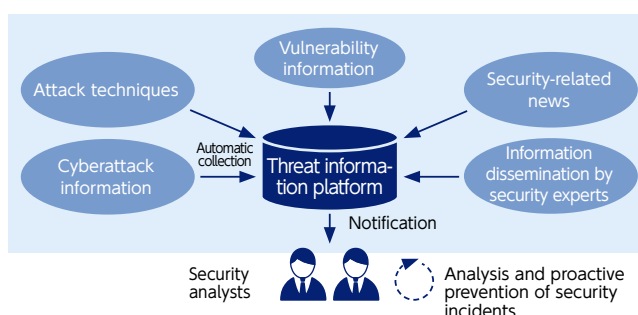 Vulnerability
information
Attack techniques
Security-related
news
Automatic
collection
Cyberattack
information
Threat informa-
tion platform
Information
dissemination by
security experts
Notification
Security
analysts
Analysis and proactive
prevention of security
incidents